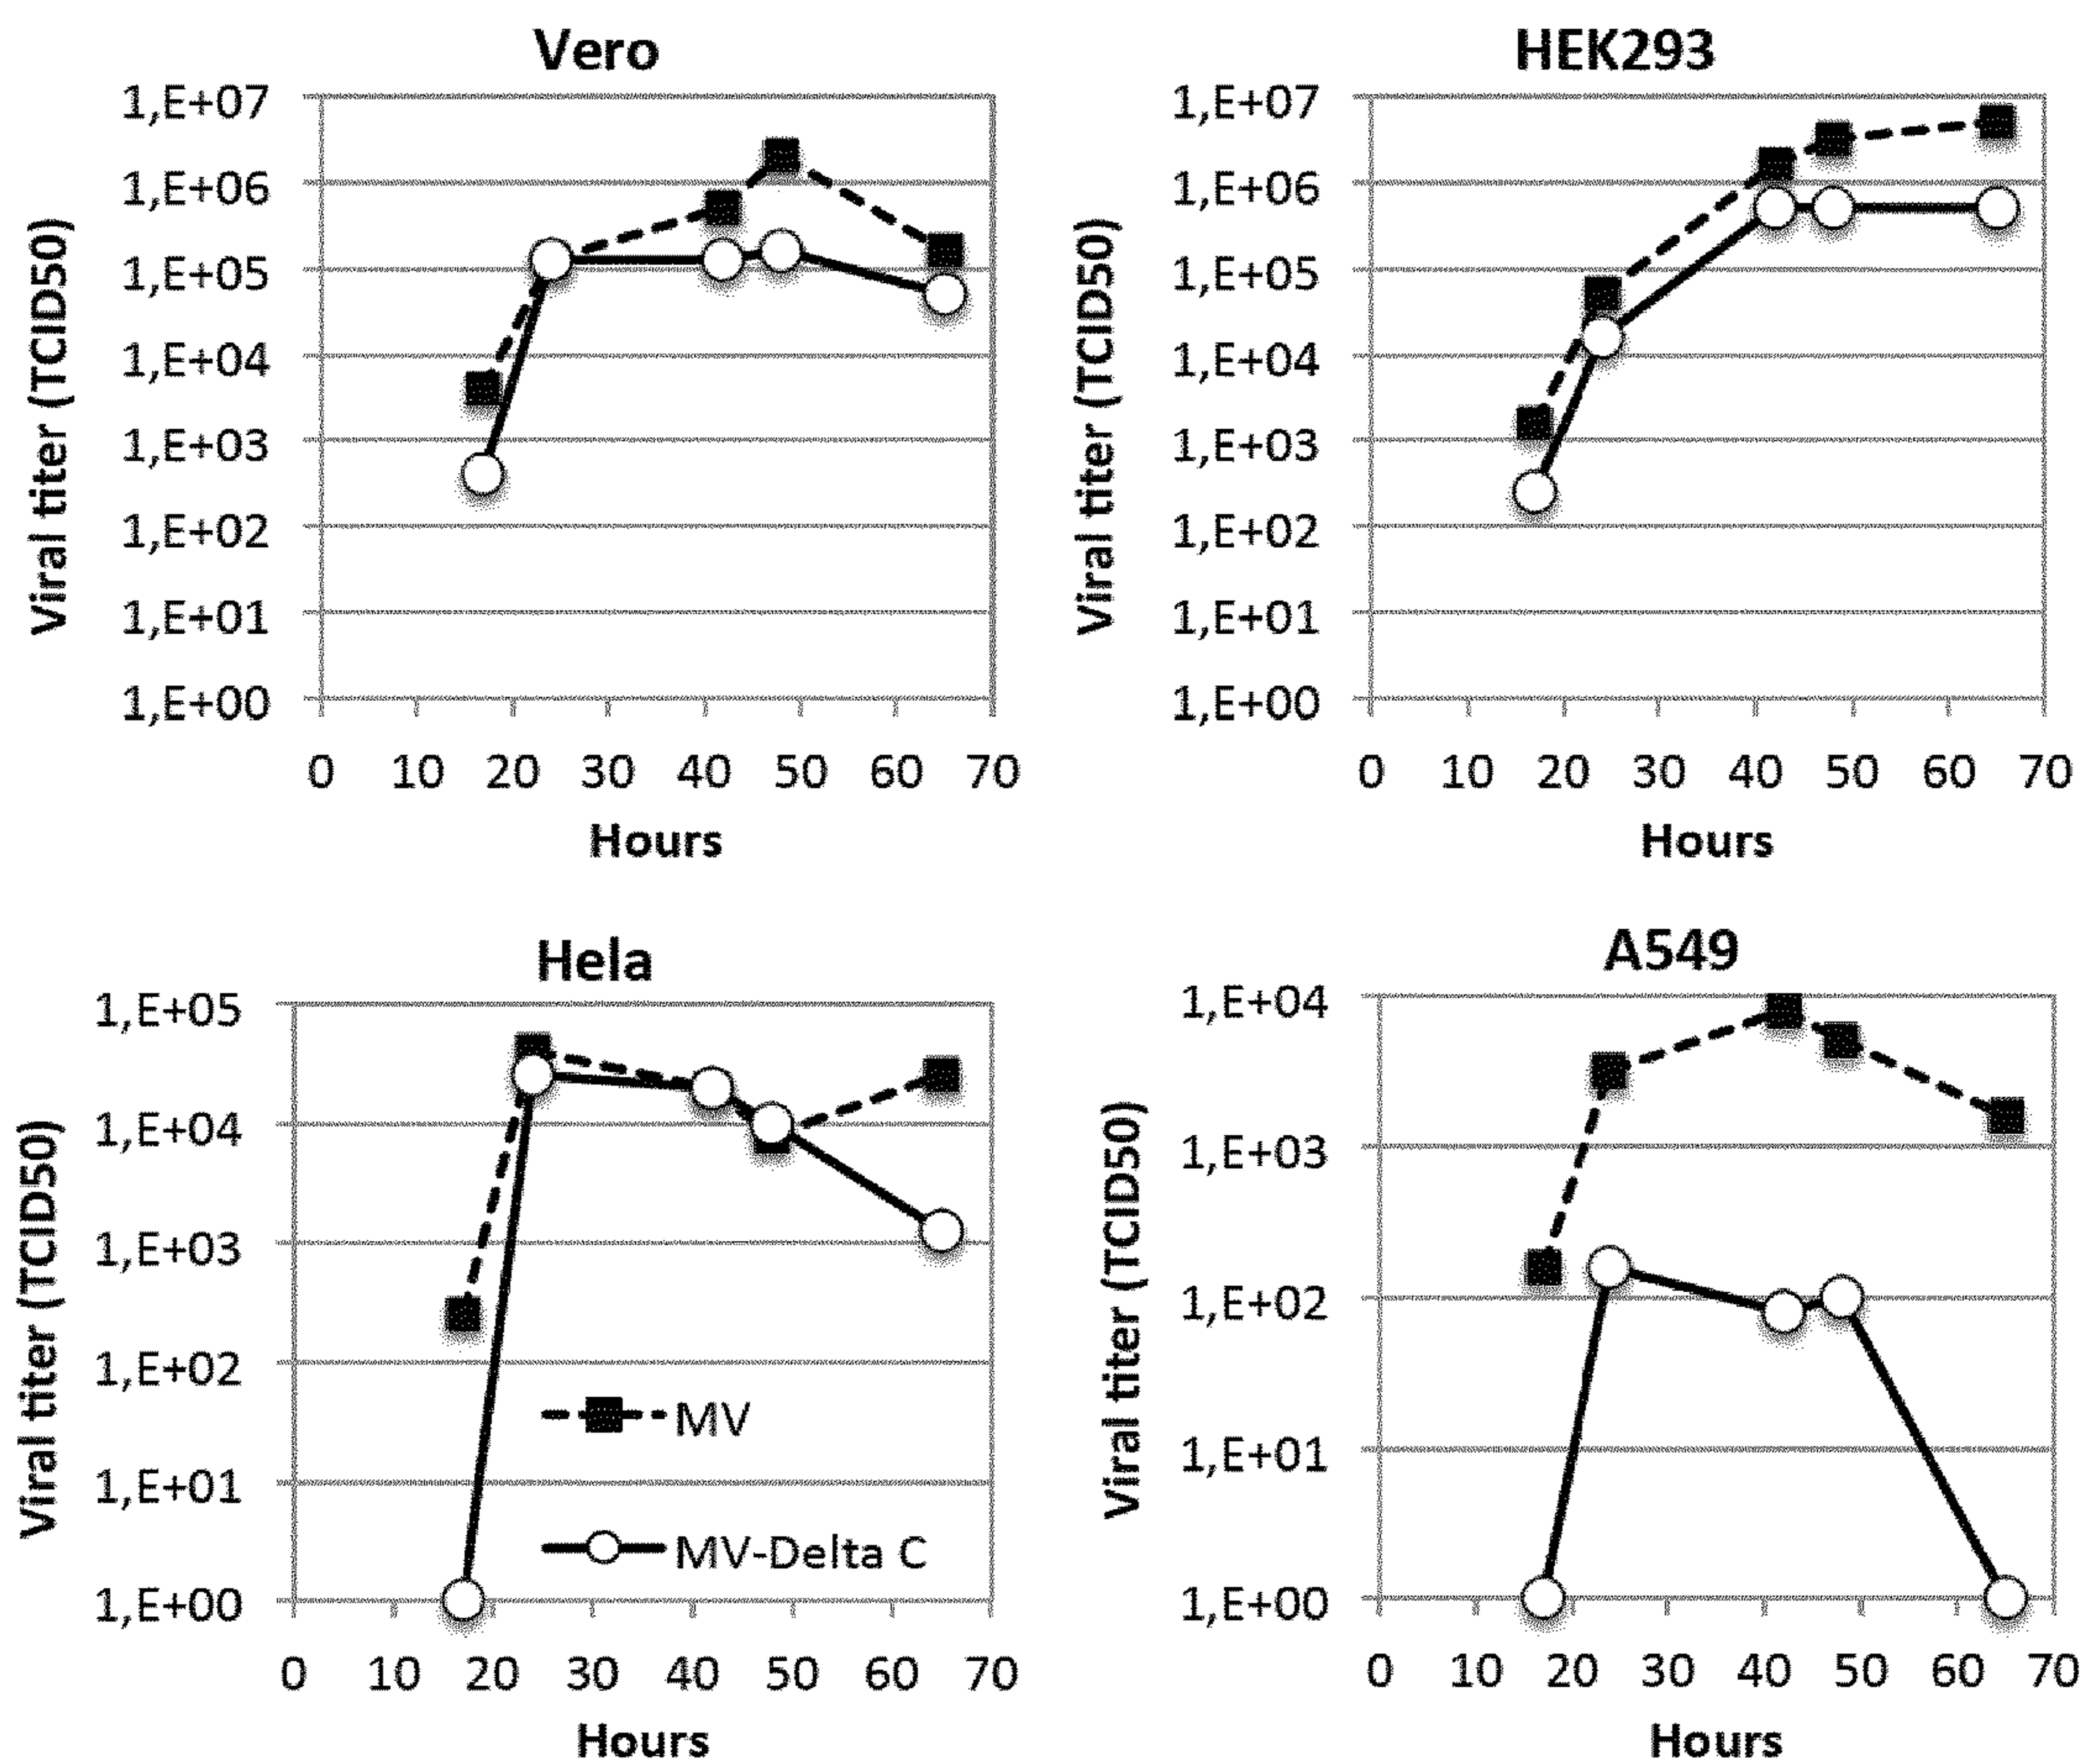 Vero
1,E+07
1,E+06
1,E+05
1,E+04
1,E+03
1,E+02
1,E+01
1,E+00
Viral titer (TCID50)
0 10 20 30 40 50 60 70
Hours
HEK293
1,E+07
1,E+06
1,E+05
1,E+04
1,E+03
1,E+02
1,E+01
1,E+00
Viral titer (TCID50)
0 10 20 30 40 50 60 70
Hours
Hela
1,E+05
1,E+04
1,E+03
1,E+02
1,E+01
1,E+00
Viral titer (TCID50)
MV
MV-Delta C
0 10 20 30 40 50 60 70
Hours
A549
1,E+04
1,E+03
1,E+02
1,E+01
1,E+00
Viral titer (TCID50)
0 10 20 30 40 50 60 70
Hours